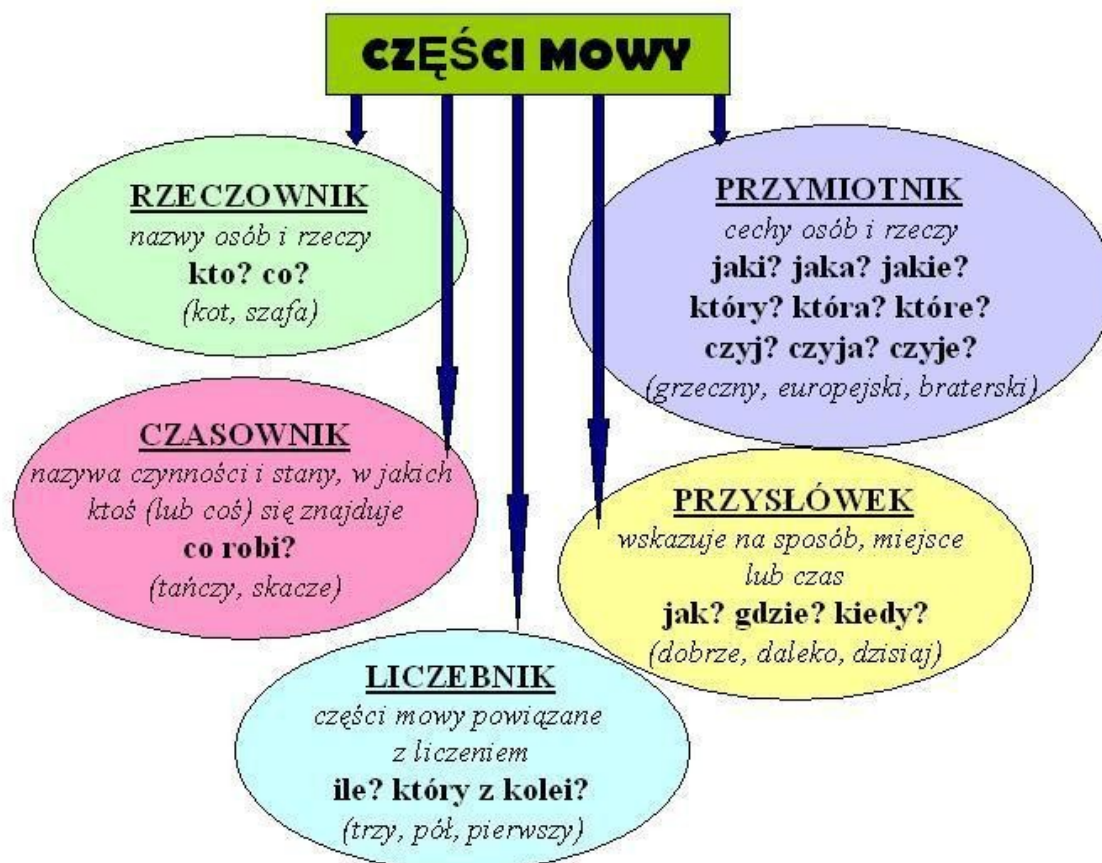 CZĘŚCI MOWY
RZECZOWNIK
nazwy osób i rzeczy
kto? co?
(kot, szafa)
PRZYMIOTNIK
cechy osób i rzeczy
jaki? jaka? jakie?
który? która? które?
czyj? czyja? czyje?
(grzeczny, europejski, braterski)
CZASOWNIK
nazywa czynności i stany, w jakich
ktoś (lub coś) się znajduje
co robi?
(tańczy, skacze)
PRZYSŁÓWEK
wskazuje na sposób, miejsce
lub czas
jak? gdzie? kiedy?
(dobrze, daleko, dzisiaj)
LICZEBNIK
części mowy powiązane
z liczeniem
ile? który z kolei?
(trzy, pół, pierwszy)